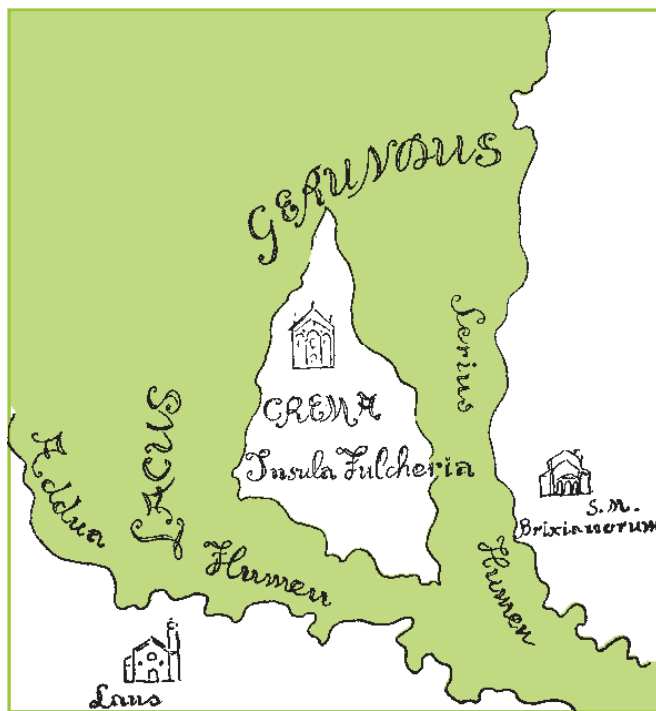 GERUNDUS
Serius
CREMA
LACUS
Insula Fulcheria
Addua
S.M.
Brixianorum
Flumen
Flumen
Laus